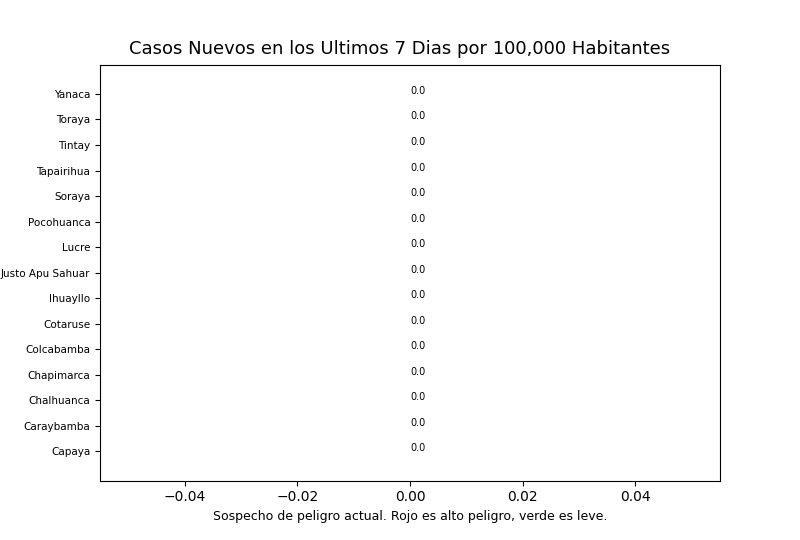 Casos Nuevos en los Ultimos 7 Dias por 100,000 Habitantes
Yanaca 0.0
Toraya 0.0
Tintay 0.0
Tapairihua 0.0
Soraya 0.0
Pocohuanca 0.0
Lucre 0.0
Justo Apu Sahuar 0.0
Ihuayllo 0.0
Cotaruse 0.0
Colcabamba 0.0
Chapimarca 0.0
Chalhuanca 0.0
Caraybamba 0.0
Capaya 0.0
−0.04 −0.02 0.00 0.02 0.04
Sospecho de peligro actual. Rojo es alto peligro, verde es leve.